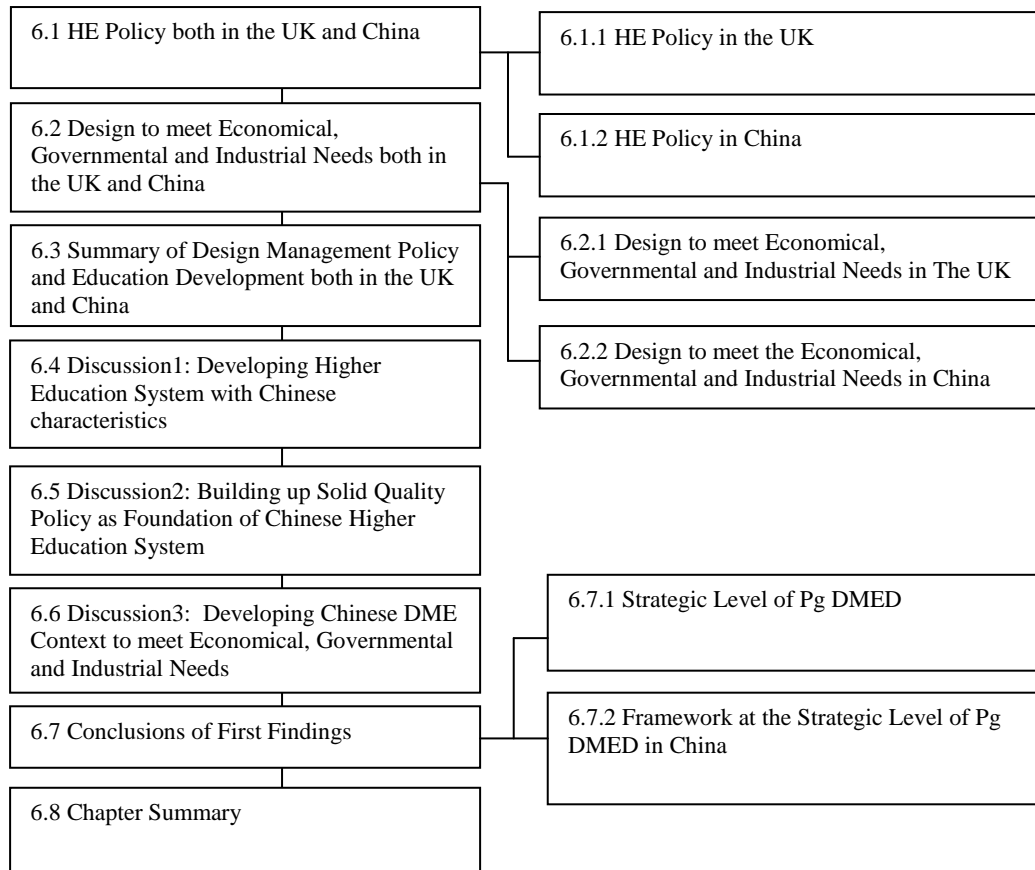 6.1 HE Policy both in the UK and China
6.1.1 HE Policy in the UK
6.1.2 HE Policy in China
6.2 Design to meet Economical,
Governmental and Industrial Needs both in
the UK and China
6.2.1 Design to meet Economical,
Governmental and Industrial Needs in The UK
6.2.2 Design to meet the Economical,
Governmental and Industrial Needs in China
6.3 Summary of Design Management Policy
and Education Development both in the UK
and China
6.4 Discussion1: Developing Higher
Education System with Chinese
characteristics
6.5 Discussion2: Building up Solid Quality
Policy as Foundation of Chinese Higher
Education System
6.6 Discussion3:  Developing Chinese DME
Context to meet Economical, Governmental
and Industrial Needs
6.7 Conclusions of First Findings
6.7.1 Strategic Level of Pg DMED
6.7.2 Framework at the Strategic Level of Pg
DMED in China
6.8 Chapter Summary